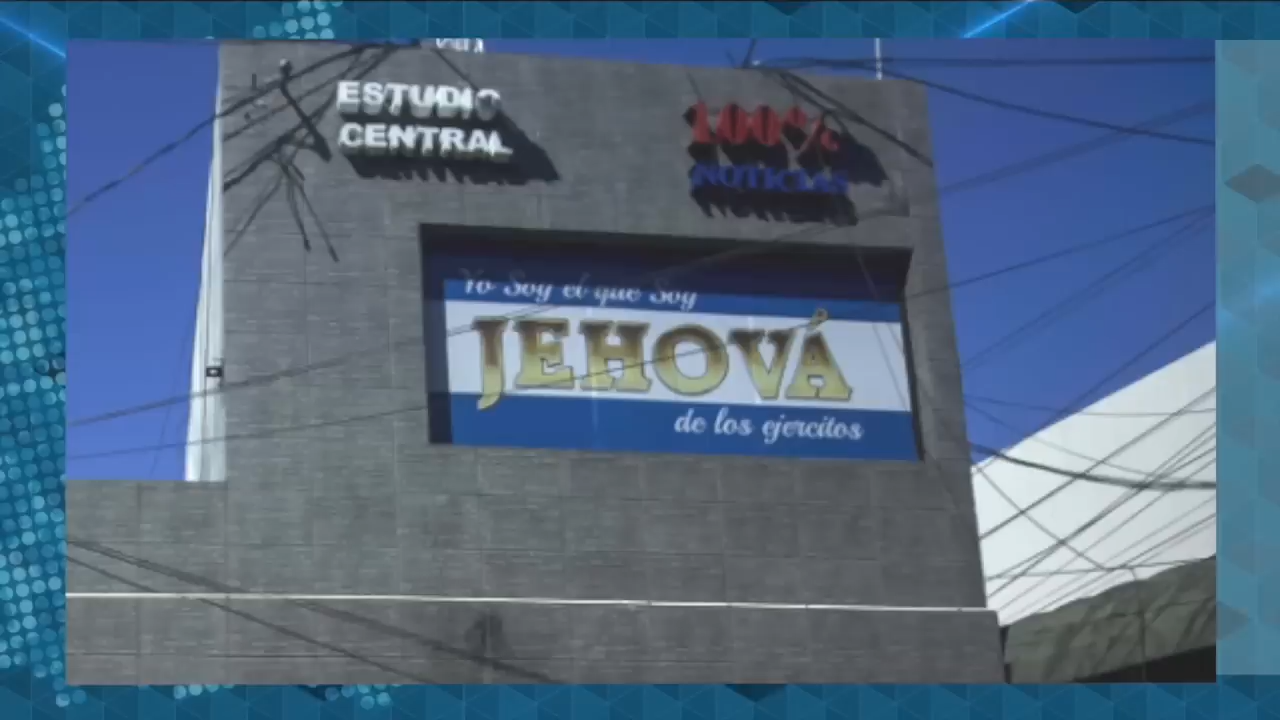 ESTUDIO
CENTRAL
100%
NOTICIAS
Yo Soy el que Soy
JEHOVÁ
de los ejercitos